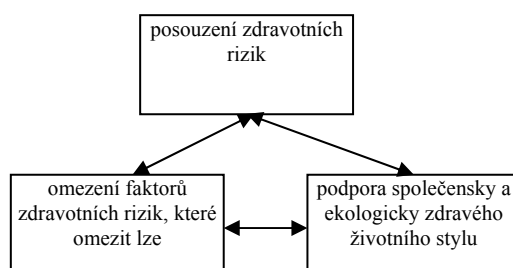 posouzení zdravotních
rizik
omezení faktorů
zdravotních rizik, které
omezit lze
podpora společensky a
ekologicky zdravého
životního stylu